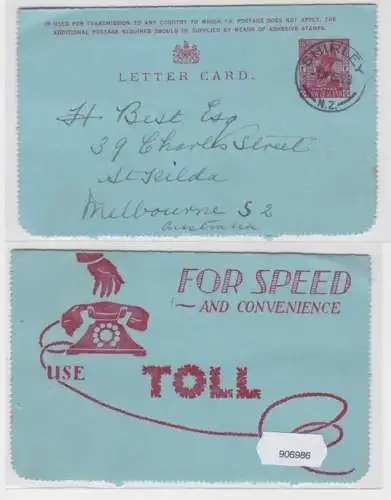 IF USED FOR TRANSMISSION TO ANY COUNTRY TO WHICH 1D POSTAGE DOES NOT APPLY, THE
ADDITIONAL POSTAGE REQUIRED SHOULD BE SUPPLIED BY MEANS OF ADHESIVE STAMPS.
LETTER CARD.
SHIRLEY
N.Z.
H Best Esq
39 Charles Street
St Kilda
Melbourne S2
Australia
FOR SPEED
~AND CONVENIENCE
USE TOLL
906986